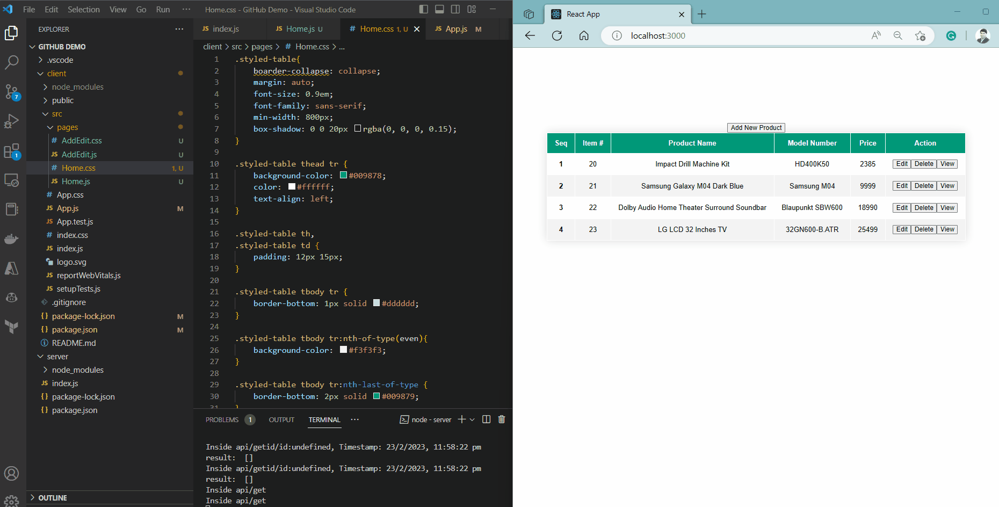 File Edit Selection View Go Run ··· Home.css - GitHub Demo - Visual Studio Code
EXPLORER ···
GITHUB DEMO
.vscode
client
node_modules
public
src
pages
# AddEdit.css U
JS AddEdit.js U
# Home.css 1, U
JS Home.js U
# App.css
JS App.js M
JS App.test.js
# index.css
JS index.js
logo.svg
JS reportWebVitals.js
JS setupTests.js
.gitignore
{} package-lock.json M
{} package.json M
README.md
server
node_modules
JS index.js
{} package-lock.json
{} package.json
OUTLINE
7
1
JS index.js JS Home.js U # Home.css 1, U JS App.js M
client > src > pages > # Home.css > ...
1 .styled-table{
2 boarder-collapse: collapse;
3 margin: auto;
4 font-size: 0.9em;
5 font-family: sans-serif;
6 min-width: 800px;
7 box-shadow: 0 0 20px rgba(0, 0, 0, 0.15);
8 }
9
10 .styled-table thead tr {
11 background-color: #009878;
12 color: #ffffff;
13 text-align: left;
14 }
15
16 .styled-table th,
17 .styled-table td {
18 padding: 12px 15px;
19 }
20
21 .styled-table tbody tr {
22 border-bottom: 1px solid #dddddd;
23 }
24
25 .styled-table tbody tr:nth-of-type(even){
26 background-color: #f3f3f3;
27 }
28
29 .styled-table tbody tr:nth-last-of-type {
30 border-bottom: 2px solid #009879;
31 }
PROBLEMS 1 OUTPUT TERMINAL ··· node - server
Inside api/getid/id:undefined, Timestamp: 23/2/2023, 11:58:22 pm
result: []
Inside api/getid/id:undefined, Timestamp: 23/2/2023, 11:58:22 pm
result: []
Inside api/get
Inside api/get
React App
localhost:3000
Add New Product
Seq Item # Product Name Model Number Price Action
1 20 Impact Drill Machine Kit HD400K50 2385 Edit Delete View
2 21 Samsung Galaxy M04 Dark Blue Samsung M04 9999 Edit Delete View
3 22 Dolby Audio Home Theater Surround Soundbar Blaupunkt SBW600 18990 Edit Delete View
4 23 LG LCD 32 Inches TV 32GN600-B.ATR 25499 Edit Delete View